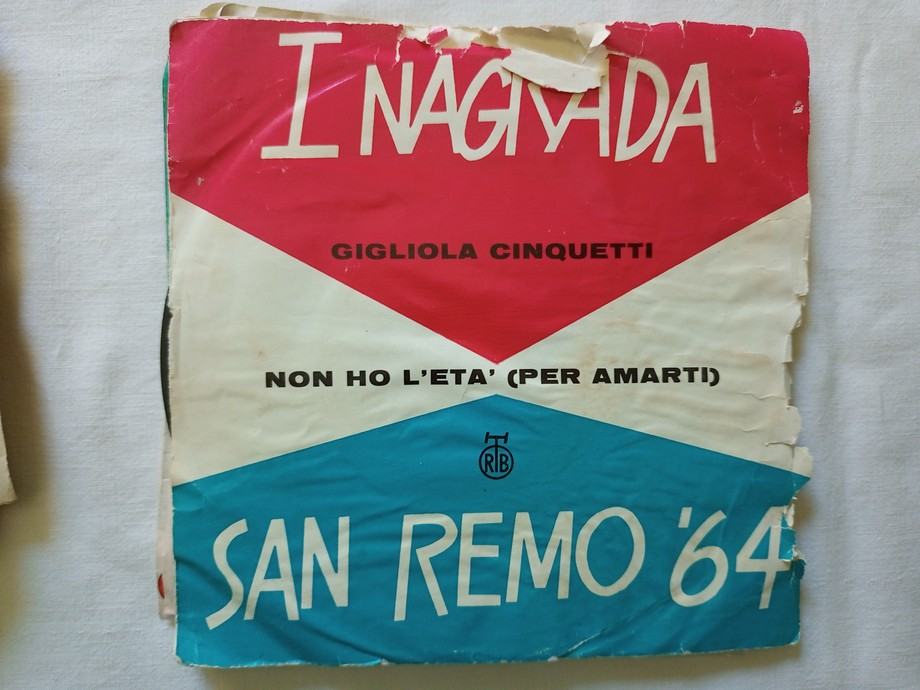 I NAGRADA
GIGLIOLA CINQUETTI
NON HO L'ETA' (PER AMARTI)
RTB
SAN REMO '64